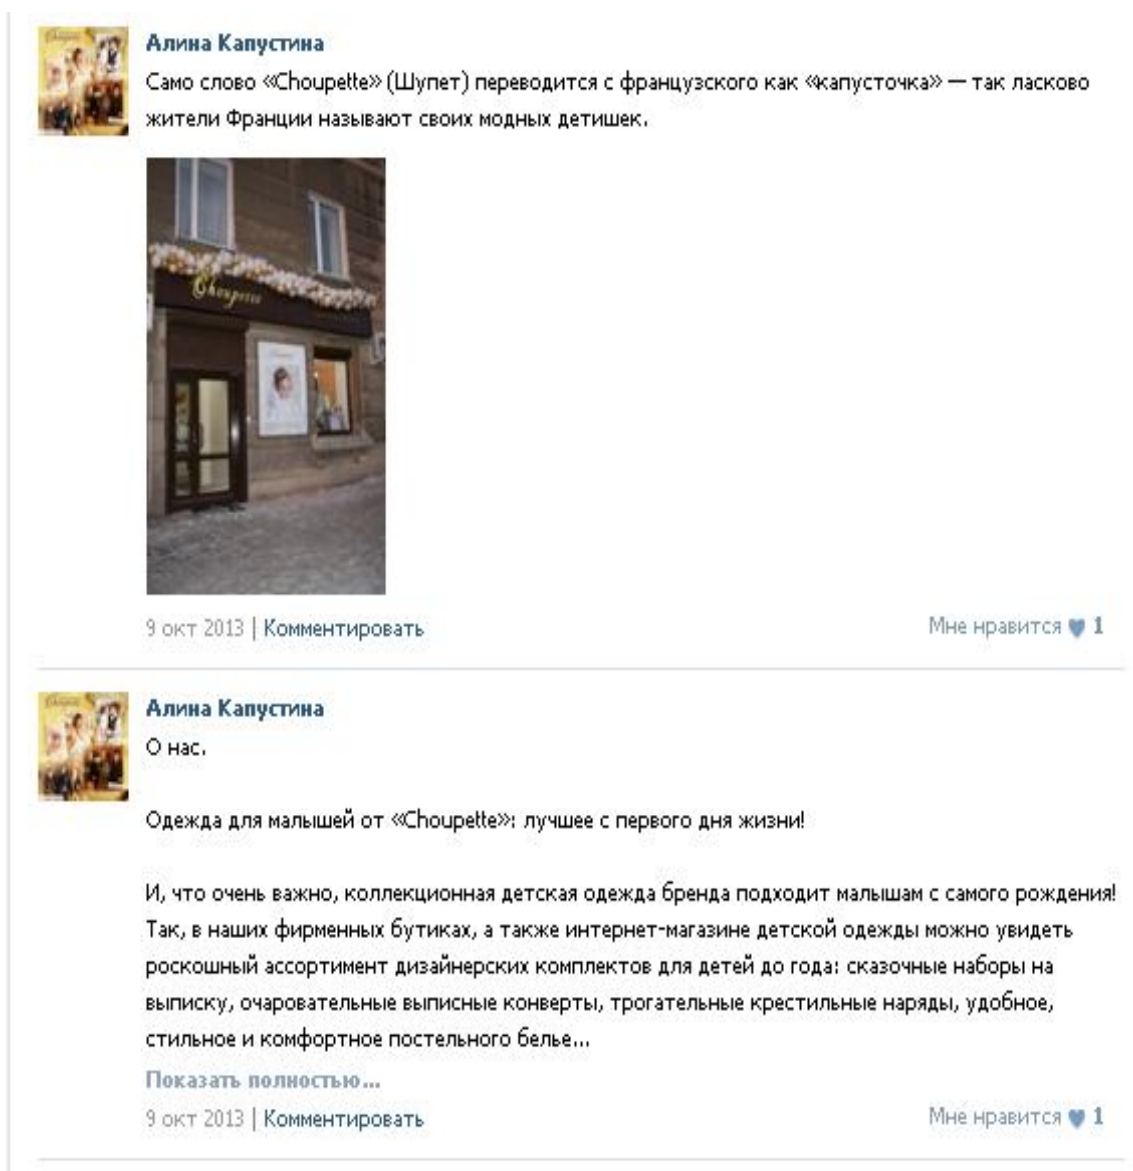 Алина Капустина
Само слово «Choupette» (Шупет) переводится с французского как «капусточка» — так ласково
жители Франции называют своих модных детишек.
Choupette
9 окт 2013 | Комментировать
Мне нравится 1
Алина Капустина
О нас.
Одежда для малышей от «Choupette»: лучшее с первого дня жизни!
И, что очень важно, коллекционная детская одежда бренда подходит малышам с самого рождения!
Так, в наших фирменных бутиках, а также интернет-магазине детской одежды можно увидеть
роскошный ассортимент дизайнерских комплектов для детей до года: сказочные наборы на
выписку, очаровательные выписные конверты, трогательные крестильные наряды, удобное,
стильное и комфортное постельного белье...
Показать полностью...
9 окт 2013 | Комментировать
Мне нравится 1